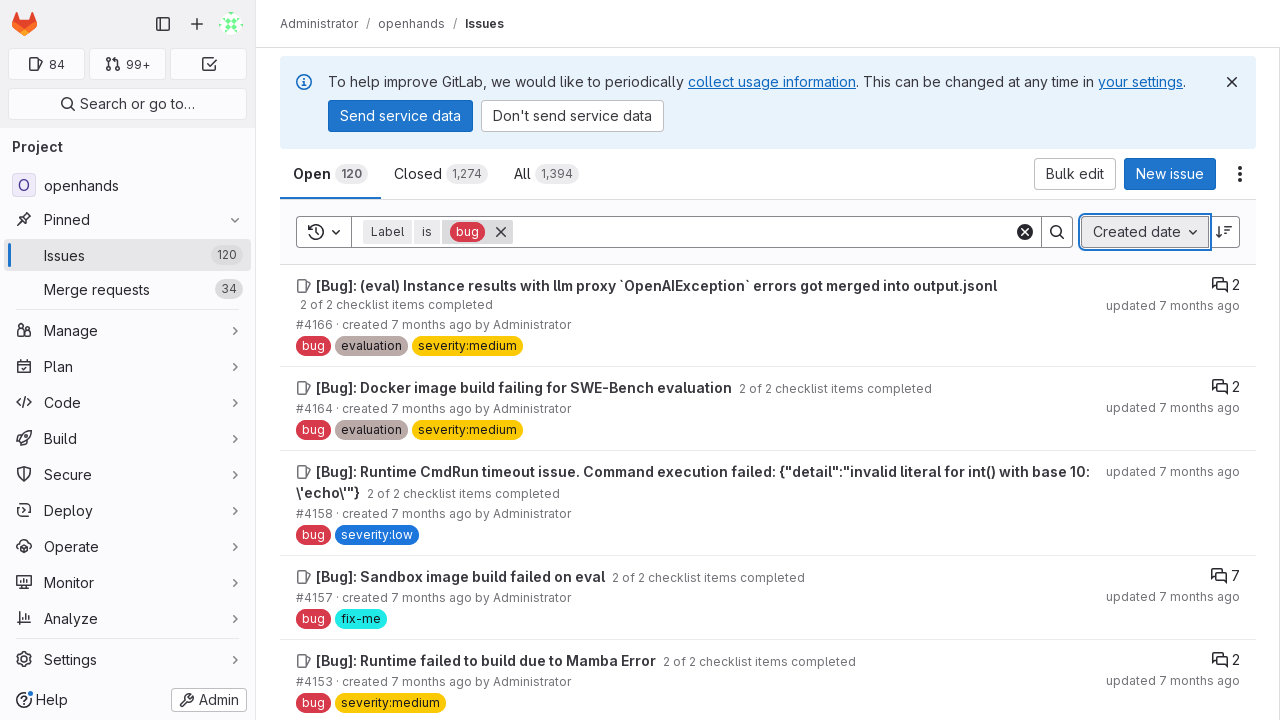 Administrator / openhands / Issues
84
99+
Search or go to…
Project
O openhands
Pinned
Issues 120
Merge requests 34
Manage
Plan
Code
Build
Secure
Deploy
Operate
Monitor
Analyze
Settings
Help
Admin
To help improve GitLab, we would like to periodically collect usage information. This can be changed at any time in your settings.
Send service data
Don't send service data
Open 120
Closed 1,274
All 1,394
Bulk edit
New issue
Label is bug
Created date
[Bug]: (eval) Instance results with llm proxy `OpenAIException` errors got merged into output.jsonl
2
2 of 2 checklist items completed
updated 7 months ago
#4166 · created 7 months ago by Administrator
bug evaluation severity:medium
[Bug]: Docker image build failing for SWE-Bench evaluation 2 of 2 checklist items completed
2
#4164 · created 7 months ago by Administrator
updated 7 months ago
bug evaluation severity:medium
[Bug]: Runtime CmdRun timeout issue. Command execution failed: {"detail":"invalid literal for int() with base 10:
updated 7 months ago
\'echo\'"} 2 of 2 checklist items completed
#4158 · created 7 months ago by Administrator
bug severity:low
[Bug]: Sandbox image build failed on eval 2 of 2 checklist items completed
7
#4157 · created 7 months ago by Administrator
updated 7 months ago
bug fix-me
[Bug]: Runtime failed to build due to Mamba Error 2 of 2 checklist items completed
2
#4153 · created 7 months ago by Administrator
updated 7 months ago
bug severity:medium